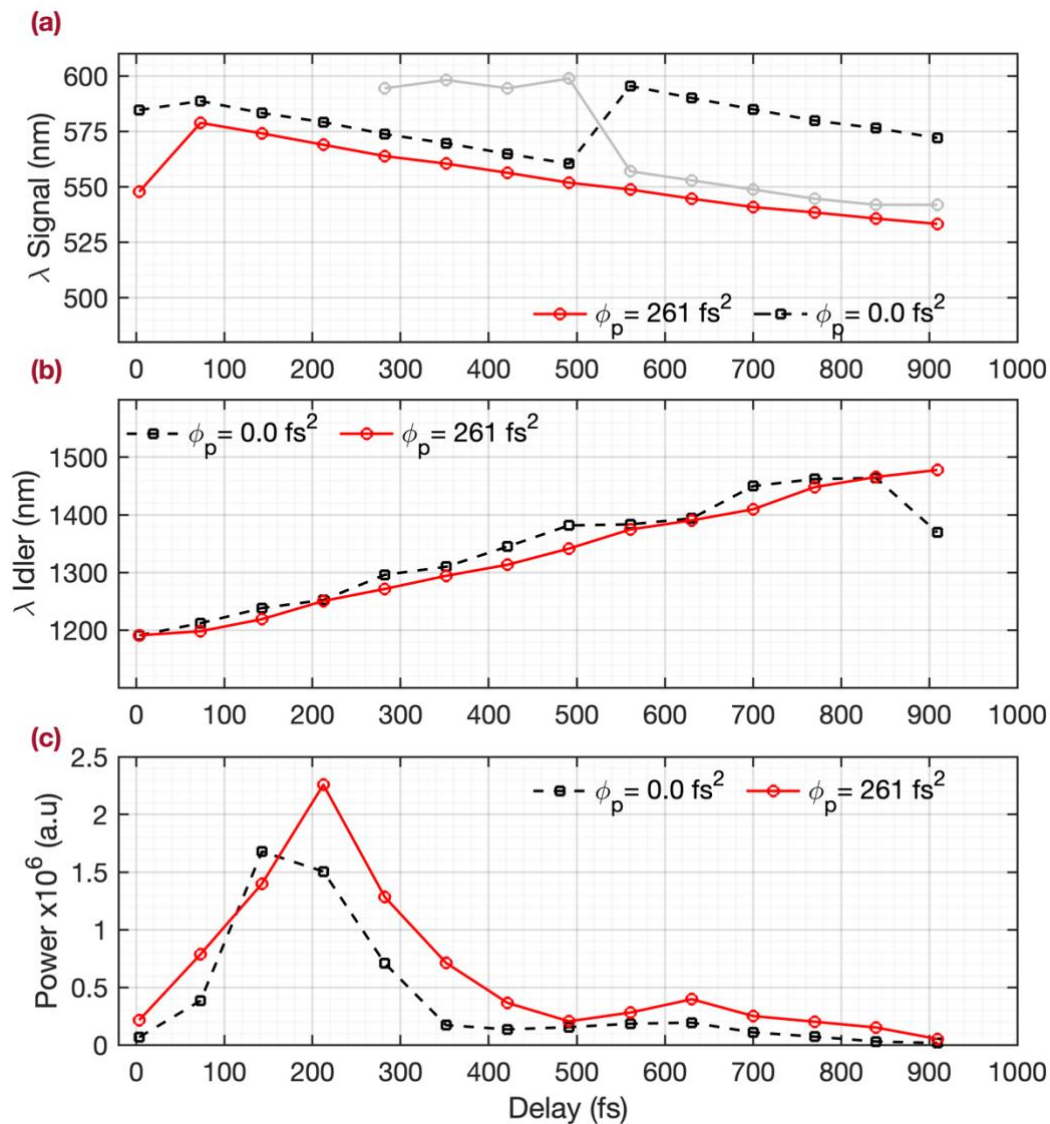 (a)
600
575
550
525
500
λ Signal (nm)
ϕp= 261 fs² ϕp= 0.0 fs²
0 100 200 300 400 500 600 700 800 900 1000
(b)
1500
1400
1300
1200
λ Idler (nm)
ϕp= 0.0 fs² ϕp= 261 fs²
0 100 200 300 400 500 600 700 800 900 1000
(c)
2.5
2
1.5
1
0.5
0
Power x10⁶ (a.u)
ϕp= 0.0 fs² ϕp= 261 fs²
0 100 200 300 400 500 600 700 800 900 1000
Delay (fs)